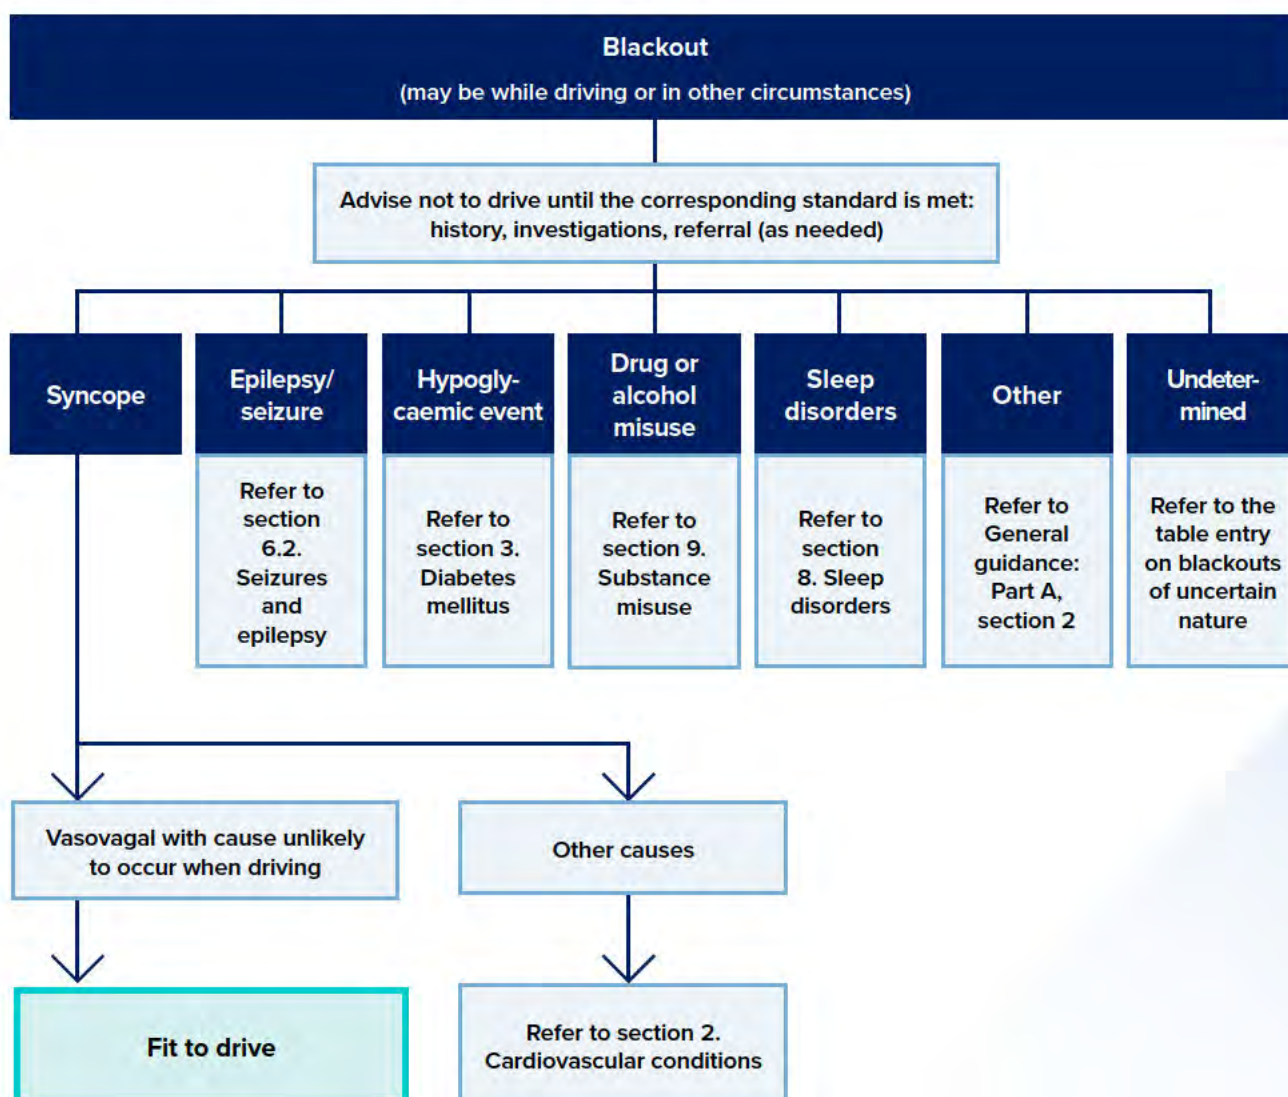 Blackout
(may be while driving or in other circumstances)
Advise not to drive until the corresponding standard is met:
history, investigations, referral (as needed)
Syncope
Epilepsy/
seizure
Refer to
section
6.2.
Seizures
and
epilepsy
Hypogly-
caemic event
Refer to
section 3.
Diabetes
mellitus
Drug or
alcohol
misuse
Refer to
section 9.
Substance
misuse
Sleep
disorders
Refer to
section
8. Sleep
disorders
Other
Refer to
General
guidance:
Part A,
section 2
Undeter-
mined
Refer to the
table entry
on blackouts
of uncertain
nature
Vasovagal with cause unlikely
to occur when driving
Other causes
Fit to drive
Refer to section 2.
Cardiovascular conditions